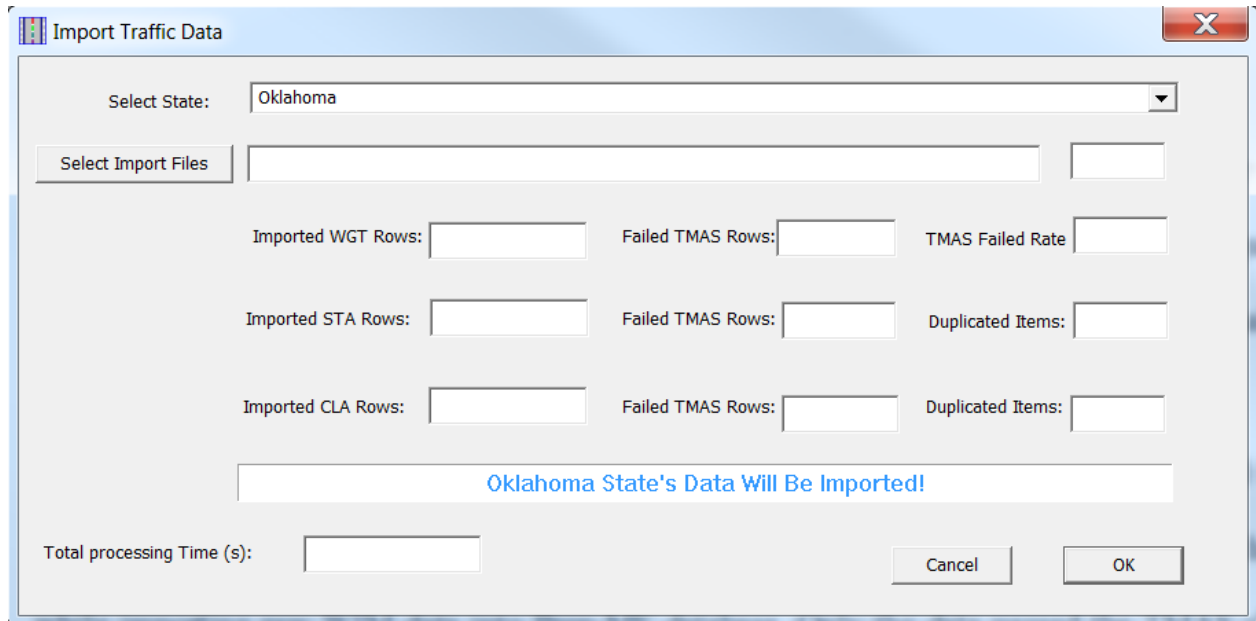 Import Traffic Data
Select State: Oklahoma
Select Import Files
Imported WGT Rows: Failed TMAS Rows: TMAS Failed Rate
Imported STA Rows: Failed TMAS Rows: Duplicated Items:
Imported CLA Rows: Failed TMAS Rows: Duplicated Items:
Oklahoma State's Data Will Be Imported!
Total processing Time (s):
Cancel OK